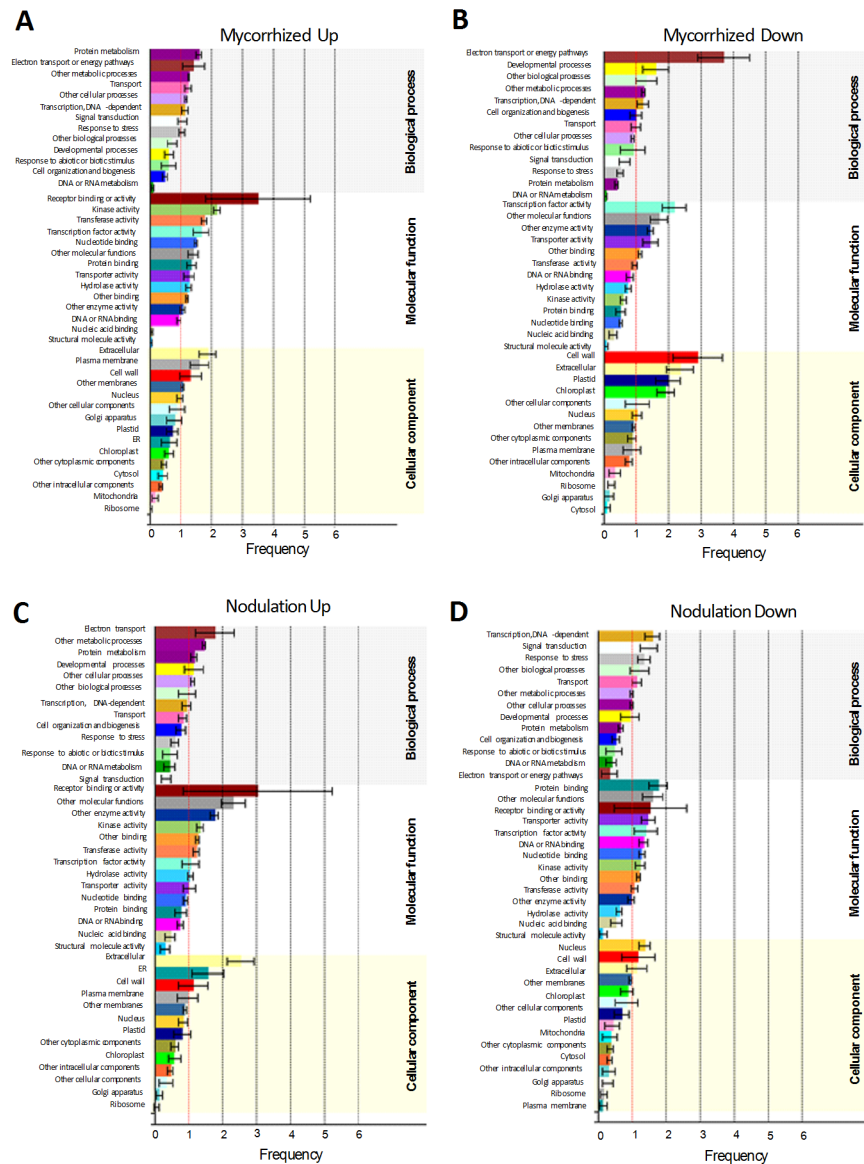 A
Mycorrhized Up
Protein metabolism
Electron transport or energy pathways
Other metabolic processes
Transport
Other cellular processes
Transcription,DNA -dependent
Signal transduction
Response to stress
Other biological processes
Developmental processes
Response to abiotic or biotic stimulus
Cell organization and biogenesis
DNA or RNA metabolism
Biological process
Receptor binding or activity
Kinase activity
Transferase activity
Transcription factor activity
Nucleotide binding
Other molecular functions
Protein binding
Transporter activity
Hydrolase activity
Other binding
Other enzyme activity
DNA or RNA binding
Nucleic acid binding
Structural molecule activity
Molecular function
Extracellular
Plasma membrane
Cell wall
Other membranes
Nucleus
Other cellular components
Golgi apparatus
Plastid
ER
Chloroplast
Other cytoplasmic components
Cytosol
Other intracellular components
Mitochondria
Ribosome
Cellular component
0 1 2 3 4 5 6
Frequency
B
Mycorrhized Down
Electron transport or energy pathways
Developmental processes
Other biological processes
Other metabolic processes
Transcription,DNA -dependent
Cell organization and biogenesis
Transport
Other cellular processes
Response to abiotic or biotic stimulus
Signal transduction
Response to stress
Protein metabolism
DNA or RNA metabolism
Biological process
Transcription factor activity
Other molecular functions
Other enzyme activity
Transporter activity
Other binding
Transferase activity
DNA or RNA binding
Hydrolase activity
Kinase activity
Protein binding
Nucleotide binding
Nucleic acid binding
Structural molecule activity
Molecular function
Cell wall
Extracellular
Plastid
Chloroplast
Other cellular components
Nucleus
Other membranes
Other cytoplasmic components
Plasma membrane
Other intracellular components
Mitochondria
Ribosome
Golgi apparatus
Cytosol
Cellular component
0 1 2 3 4 5 6
Frequency
C
Nodulation Up
Electron transport
Other metabolic processes
Protein metabolism
Developmental processes
Other cellular processes
Other biological processes
Transcription, DNA-dependent
Transport
Cell organization and biogenesis
Response to stress
Response to abiotic or biotic stimulus
DNA or RNA metabolism
Signal transduction
Biological process
Receptor binding or activity
Other molecular functions
Other enzyme activity
Kinase activity
Other binding
Transferase activity
Transcription factor activity
Hydrolase activity
Transporter activity
Nucleotide binding
Protein binding
DNA or RNA binding
Nucleic acid binding
Structural molecule activity
Molecular function
Extracellular
ER
Cell wall
Plasma membrane
Other membranes
Nucleus
Plastid
Other cytoplasmic components
Chloroplast
Other intracellular components
Other cellular components
Golgi apparatus
Ribosome
Cellular component
0 1 2 3 4 5 6
Frequency
D
Nodulation Down
Transcription,DNA -dependent
Signal transduction
Response to stress
Other biological processes
Transport
Other metabolic processes
Other cellular processes
Developmental processes
Protein metabolism
Cell organization and biogenesis
Response to abiotic or biotic stimulus
DNA or RNA metabolism
Electron transport or energy pathways
Biological process
Protein binding
Other molecular functions
Receptor binding or activity
Transporter activity
Transcription factor activity
DNA or RNA binding
Nucleotide binding
Kinase activity
Other binding
Transferase activity
Other enzyme activity
Hydrolase activity
Nucleic acid binding
Structural molecule activity
Molecular function
Nucleus
Cell wall
Extracellular
Other membranes
Chloroplast
Other cellular components
Plastid
Mitochondria
Other cytoplasmic components
Cytosol
Other intracellular components
Golgi apparatus
Ribosome
Plasma membrane
Cellular component
0 1 2 3 4 5 6
Frequency